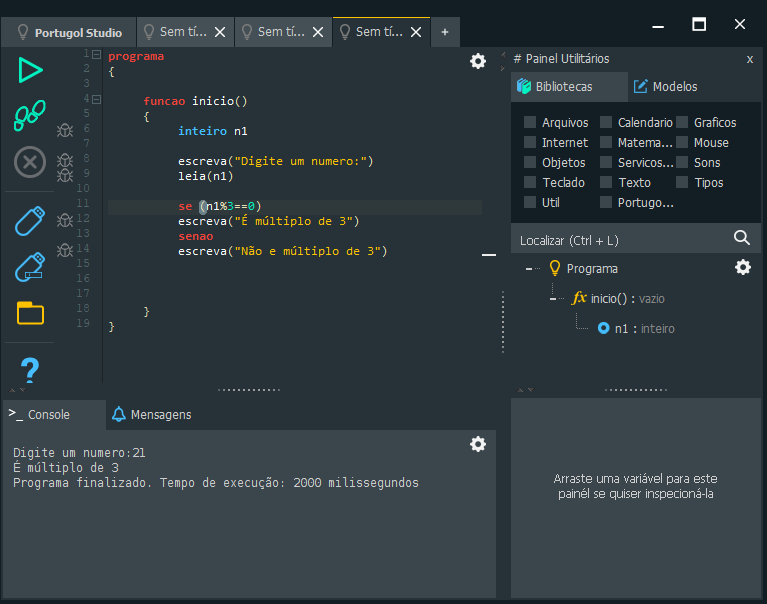 Portugol Studio
Sem tí...
Sem tí...
Sem tí...
+
1 programa
2 {
3
4 funcao inicio()
5 {
6 inteiro n1
7
8 escreva("Digite um numero:")
9 leia(n1)
10
11 se (n1%3==0)
12 escreva("É múltiplo de 3")
13 senao
14 escreva("Não e múltiplo de 3")
15
16
17
18 }
19 }
# Painel Utilitários x
Bibliotecas Modelos
Arquivos Calendario Graficos
Internet Matema... Mouse
Objetos Servicos... Sons
Teclado Texto Tipos
Util Portugo...
Localizar (Ctrl + L)
Programa
fx inicio() : vazio
n1 : inteiro
>_ Console Mensagens
Digite um numero:21
É múltiplo de 3
Programa finalizado. Tempo de execução: 2000 milissegundos
Arraste uma variável para este
painél se quiser inspecioná-la